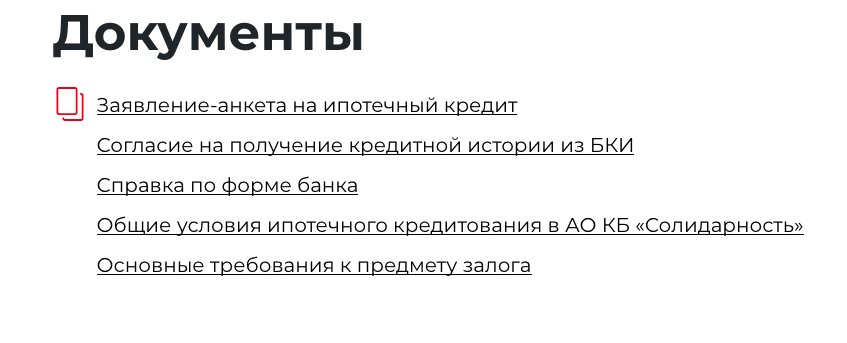 Документы
Заявление-анкета на ипотечный кредит
Согласие на получение кредитной истории из БКИ
Справка по форме банка
Общие условия ипотечного кредитования в АО КБ «Солидарность»
Основные требования к предмету залога